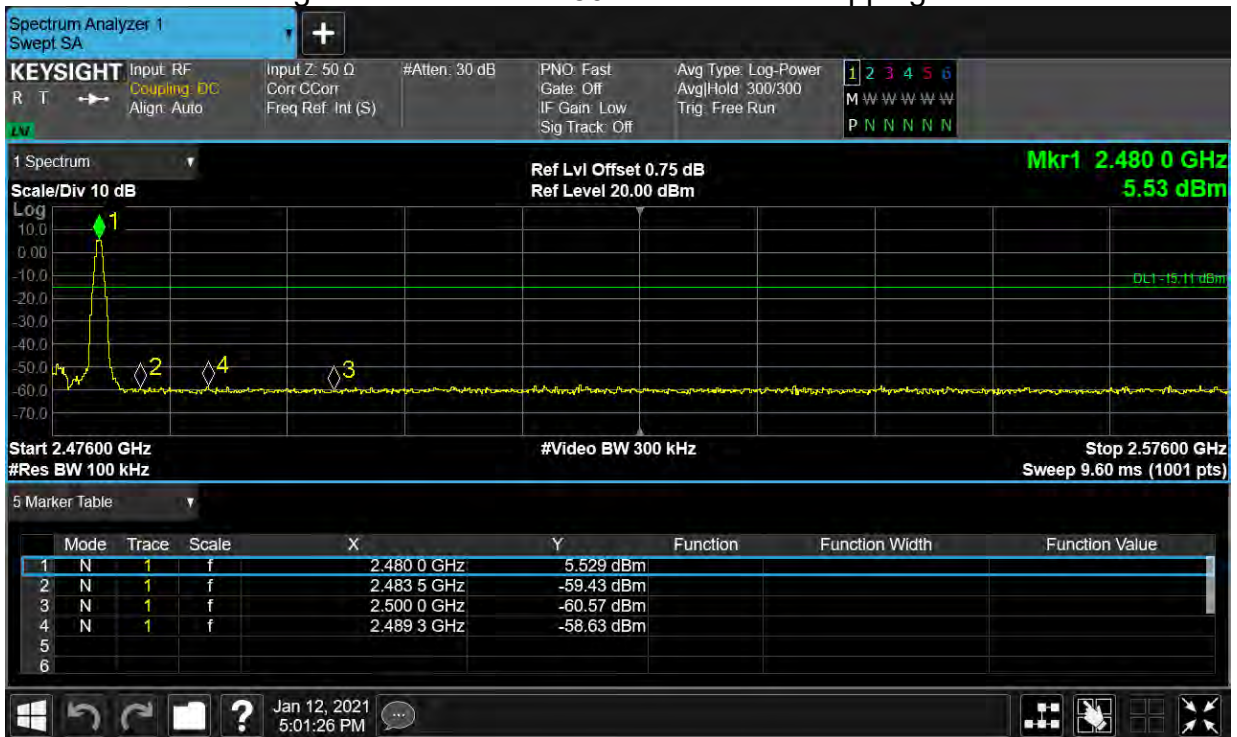 Spectrum Analyzer 1
Swept SA
+
KEYSIGHT Input: RF Input Z: 50 Ω #Atten: 30 dB PNO: Fast Avg Type: Log-Power 1 2 3 4 5 6
R T Coupling: DC Corr CCorr Gate: Off Avg|Hold: 300/300 M W W W W W W
Align: Auto Freq Ref: Int (S) IF Gain: Low Trig: Free Run P N N N N N N
Sig Track: Off
LXI
1 Spectrum Ref Lvl Offset 0.75 dB Mkr1 2.480 0 GHz
Scale/Div 10 dB Ref Level 20.00 dBm 5.53 dBm
Log
1
10.0
0.00
-10.0
DL1 -15.11 dBm
-20.0
-30.0
-40.0
-50.0
2 4 3
-60.0
-70.0
Start 2.47600 GHz #Video BW 300 kHz Stop 2.57600 GHz
#Res BW 100 kHz Sweep 9.60 ms (1001 pts)
5 Marker Table
Mode Trace Scale X Y Function Function Width Function Value
1 N 1 f 2.480 0 GHz 5.529 dBm
2 N 1 f 2.483 5 GHz -59.43 dBm
3 N 1 f 2.500 0 GHz -60.57 dBm
4 N 1 f 2.489 3 GHz -58.63 dBm
5
6
? Jan 12, 2021
5:01:26 PM